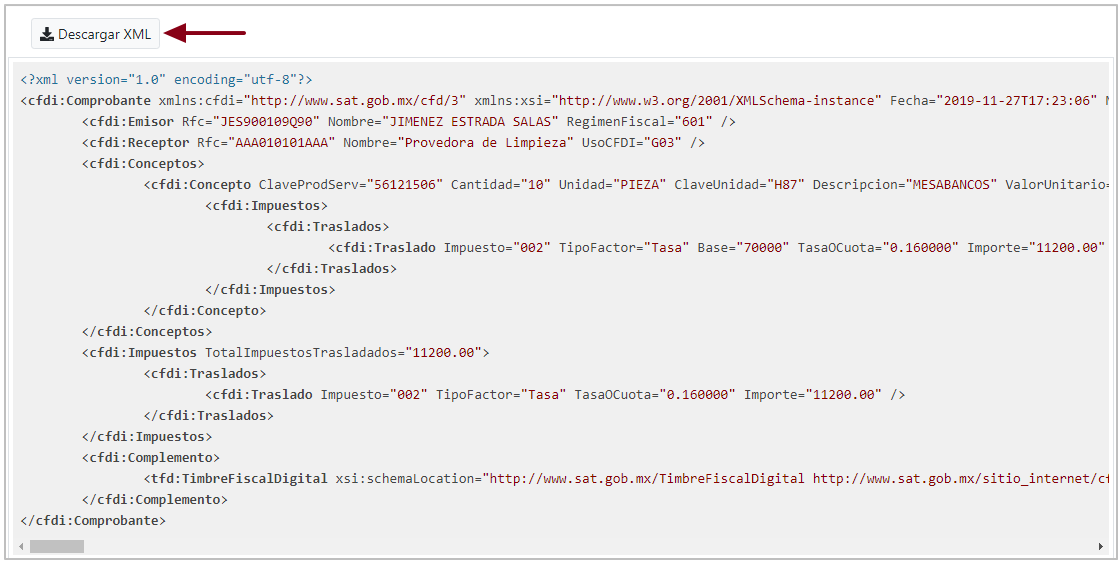 Descargar XML
<?xml version="1.0" encoding="utf-8"?>
<cfdi:Comprobante xmlns:cfdi="http://www.sat.gob.mx/cfd/3" xmlns:xsi="http://www.w3.org/2001/XMLSchema-instance" Fecha="2019-11-27T17:23:06"
<cfdi:Emisor Rfc="JES900109Q90" Nombre="JIMENEZ ESTRADA SALAS" RegimenFiscal="601" />
<cfdi:Receptor Rfc="AAA010101AAA" Nombre="Provedora de Limpieza" UsoCFDI="G03" />
<cfdi:Conceptos>
<cfdi:Concepto ClaveProdServ="56121506" Cantidad="10" Unidad="PIEZA" ClaveUnidad="H87" Descripcion="MESABANCOS" ValorUnitario=
<cfdi:Impuestos>
<cfdi:Traslados>
<cfdi:Traslado Impuesto="002" TipoFactor="Tasa" Base="70000" TasaOCuota="0.160000" Importe="11200.00"
</cfdi:Traslados>
</cfdi:Impuestos>
</cfdi:Concepto>
</cfdi:Conceptos>
<cfdi:Impuestos TotalImpuestosTrasladados="11200.00">
<cfdi:Traslados>
<cfdi:Traslado Impuesto="002" TipoFactor="Tasa" TasaOCuota="0.160000" Importe="11200.00" />
</cfdi:Traslados>
</cfdi:Impuestos>
<cfdi:Complemento>
<tfd:TimbreFiscalDigital xsi:schemaLocation="http://www.sat.gob.mx/TimbreFiscalDigital http://www.sat.gob.mx/sitio_internet/cf
</cfdi:Complemento>
</cfdi:Comprobante>